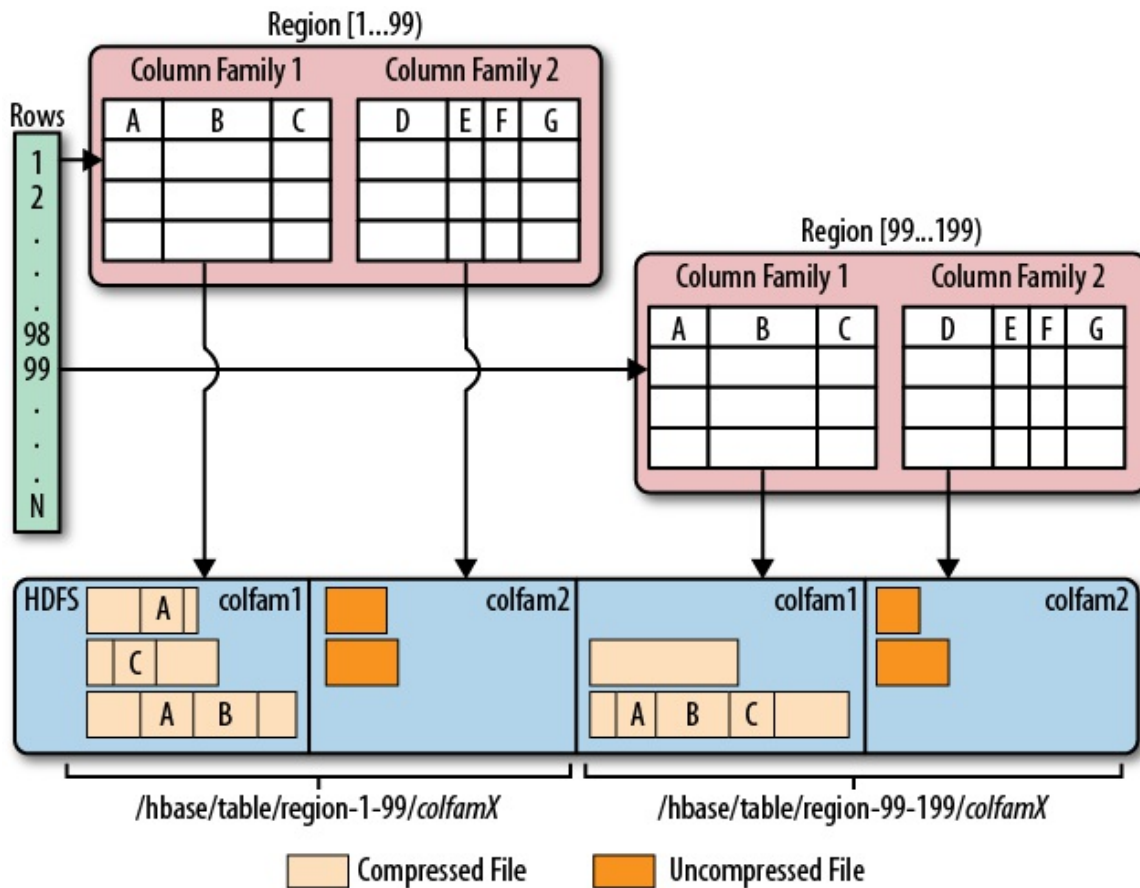 Region [1...99)
Column Family 1
Column Family 2
Rows
A B C
D E F G
1
2
.
.
.
98
99
.
.
.
N
Region [99...199)
Column Family 1
Column Family 2
A B C
D E F G
HDFS
colfam1
A
C
A B
colfam2
colfam1
A B C
colfam2
/hbase/table/region-1-99/colfamX
/hbase/table/region-99-199/colfamX
Compressed File
Uncompressed File